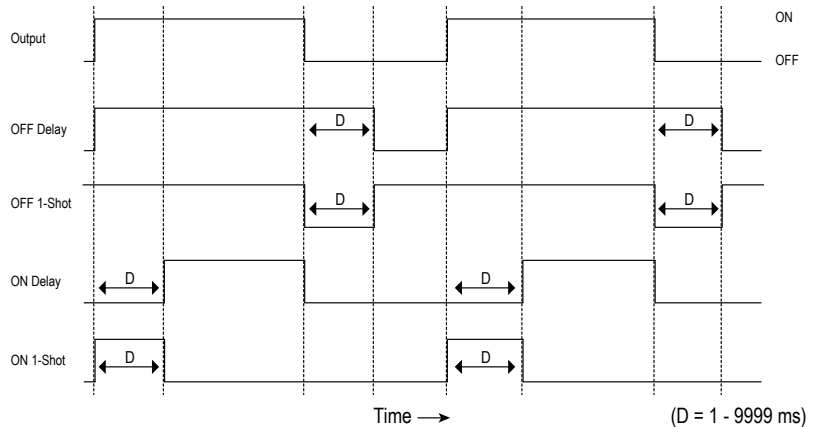 Output
ON
OFF
OFF Delay
D
D
OFF 1-Shot
D
D
ON Delay
D
D
ON 1-Shot
D
D
Time
(D = 1 - 9999 ms)